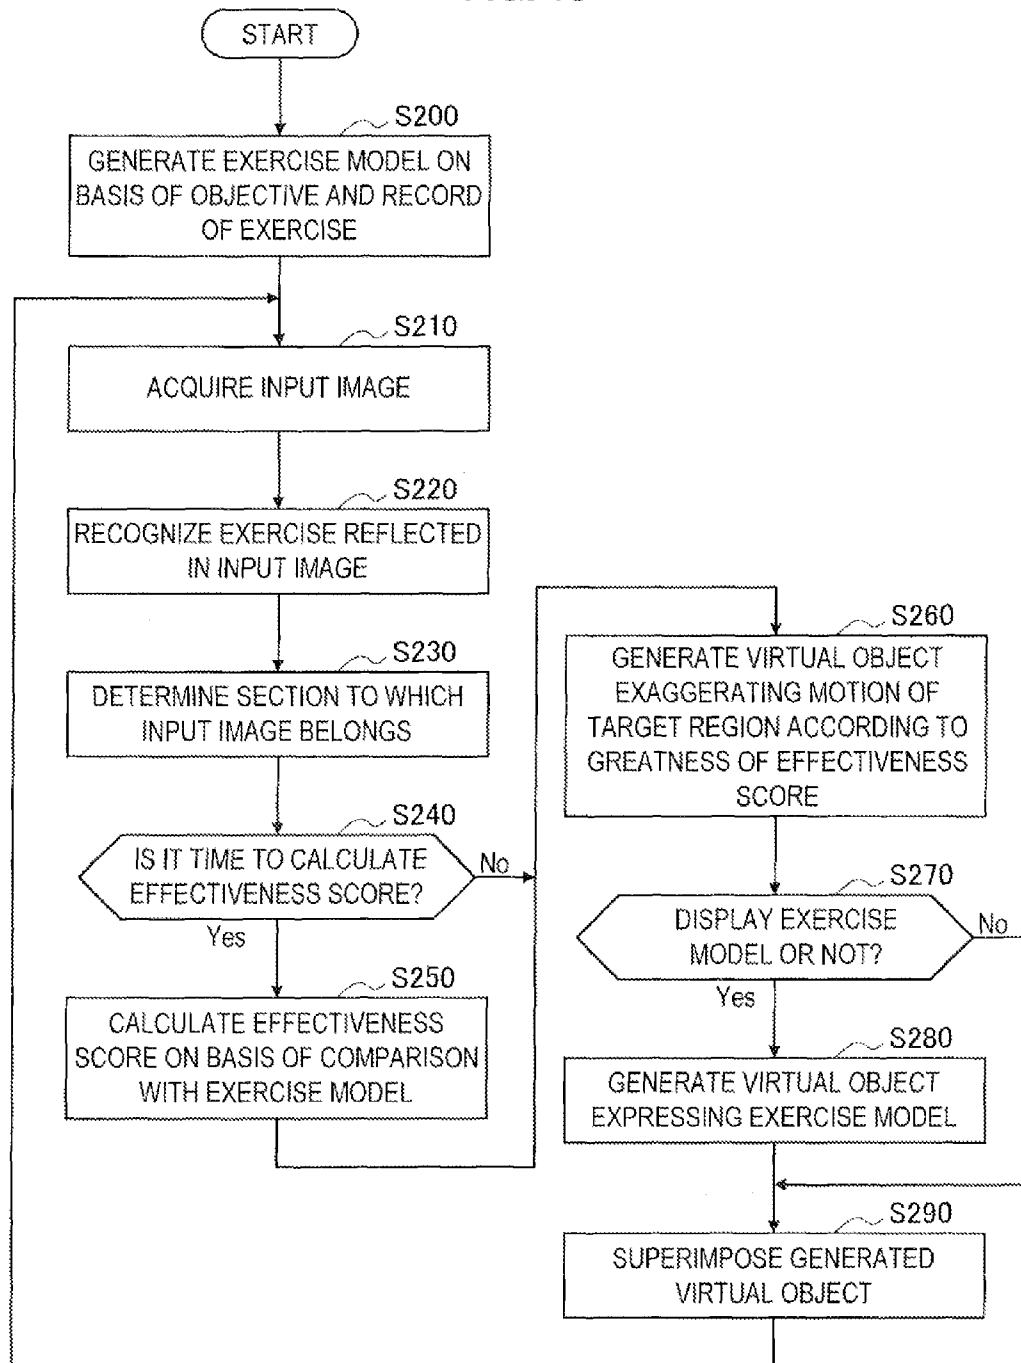 START
S200
GENERATE EXERCISE MODEL ON
BASIS OF OBJECTIVE AND RECORD
OF EXERCISE
S210
ACQUIRE INPUT IMAGE
S220
RECOGNIZE EXERCISE REFLECTED
IN INPUT IMAGE
S230
DETERMINE SECTION TO WHICH
INPUT IMAGE BELONGS
S240
IS IT TIME TO CALCULATE
EFFECTIVENESS SCORE?
No
Yes
S250
CALCULATE EFFECTIVENESS
SCORE ON BASIS OF COMPARISON
WITH EXERCISE MODEL
S260
GENERATE VIRTUAL OBJECT
EXAGGERATING MOTION OF
TARGET REGION ACCORDING TO
GREATNESS OF EFFECTIVENESS
SCORE
S270
DISPLAY EXERCISE
MODEL OR NOT?
No
Yes
S280
GENERATE VIRTUAL OBJECT
EXPRESSING EXERCISE MODEL
S290
SUPERIMPOSE GENERATED
VIRTUAL OBJECT